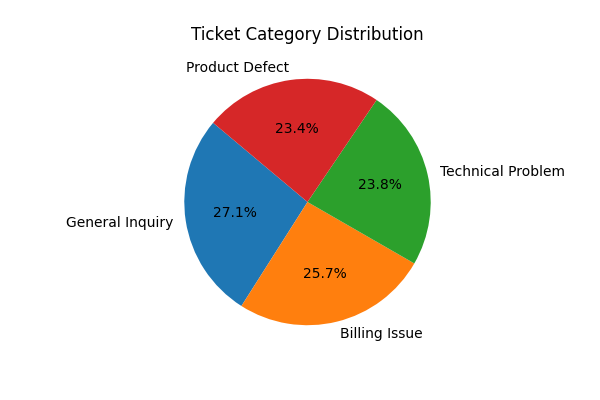 Ticket Category Distribution
Product Defect
23.4%
Technical Problem
23.8%
General Inquiry
27.1%
Billing Issue
25.7%